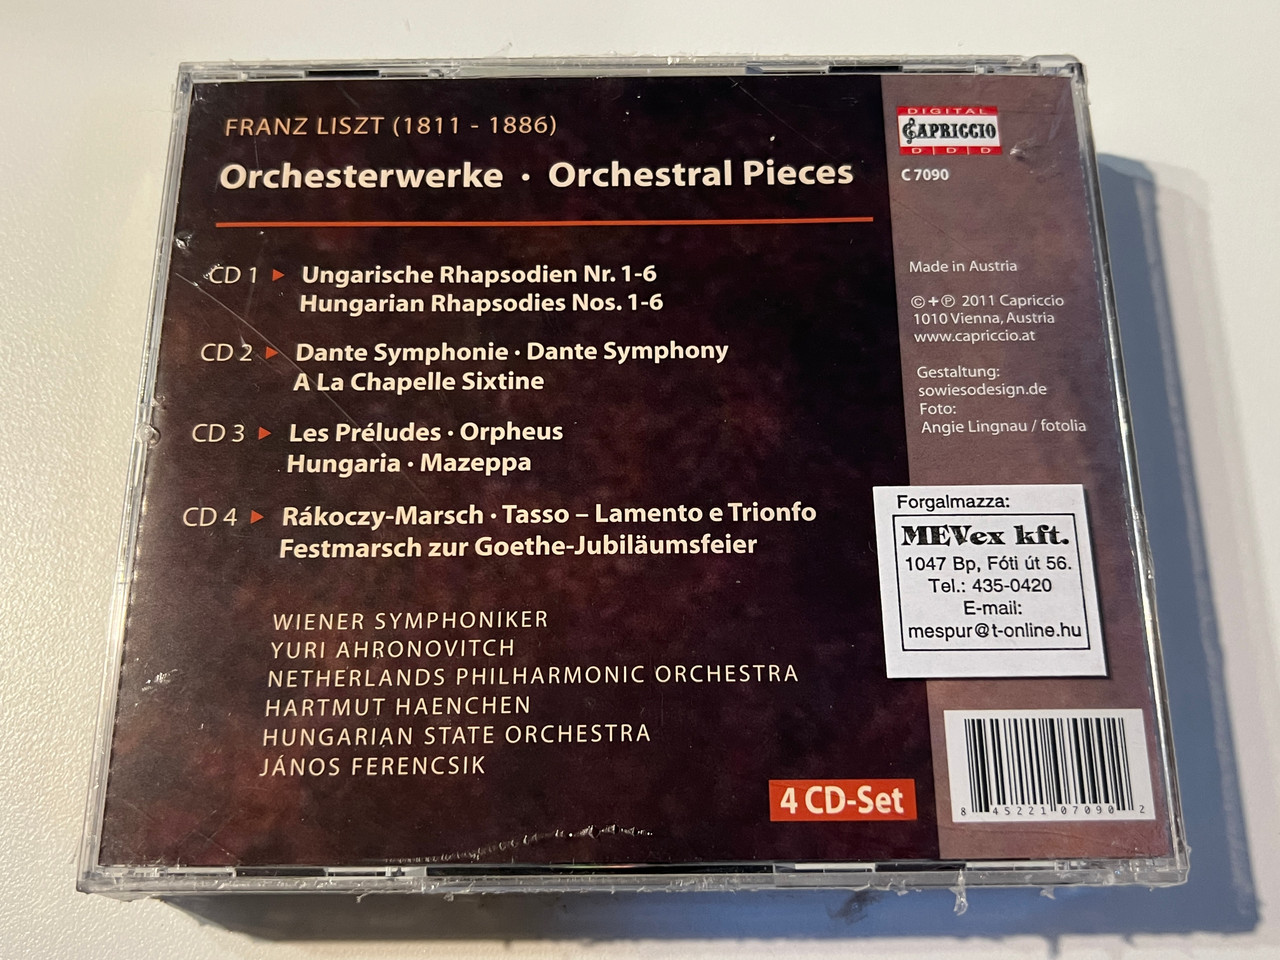 FRANZ LISZT (1811 - 1886)
Orchesterwerke · Orchestral Pieces
CD 1 ▶ Ungarische Rhapsodien Nr. 1-6
Hungarian Rhapsodies Nos. 1-6
CD 2 ▶ Dante Symphonie · Dante Symphony
A La Chapelle Sixtine
CD 3 ▶ Les Préludes · Orpheus
Hungaria · Mazeppa
CD 4 ▶ Rákoczy-Marsch · Tasso – Lamento e Trionfo
Festmarsch zur Goethe-Jubiläumsfeier
WIENER SYMPHONIKER
YURI AHRONOVITCH
NETHERLANDS PHILHARMONIC ORCHESTRA
HARTMUT HAENCHEN
HUNGARIAN STATE ORCHESTRA
JÁNOS FERENCSIK
4 CD-Set
DIGITAL
CAPRICCIO
D | D | D
C 7090
Made in Austria
© + ℗ 2011 Capriccio
1010 Vienna, Austria
www.capriccio.at
Gestaltung:
sowiesodesign.de
Foto:
Angie Lingnau / fotolia
Forgalmazza:
MEVex kft.
1047 Bp, Fóti út 56.
Tel.: 435-0420
E-mail:
mespur@t-online.hu
8 45221 07090 2